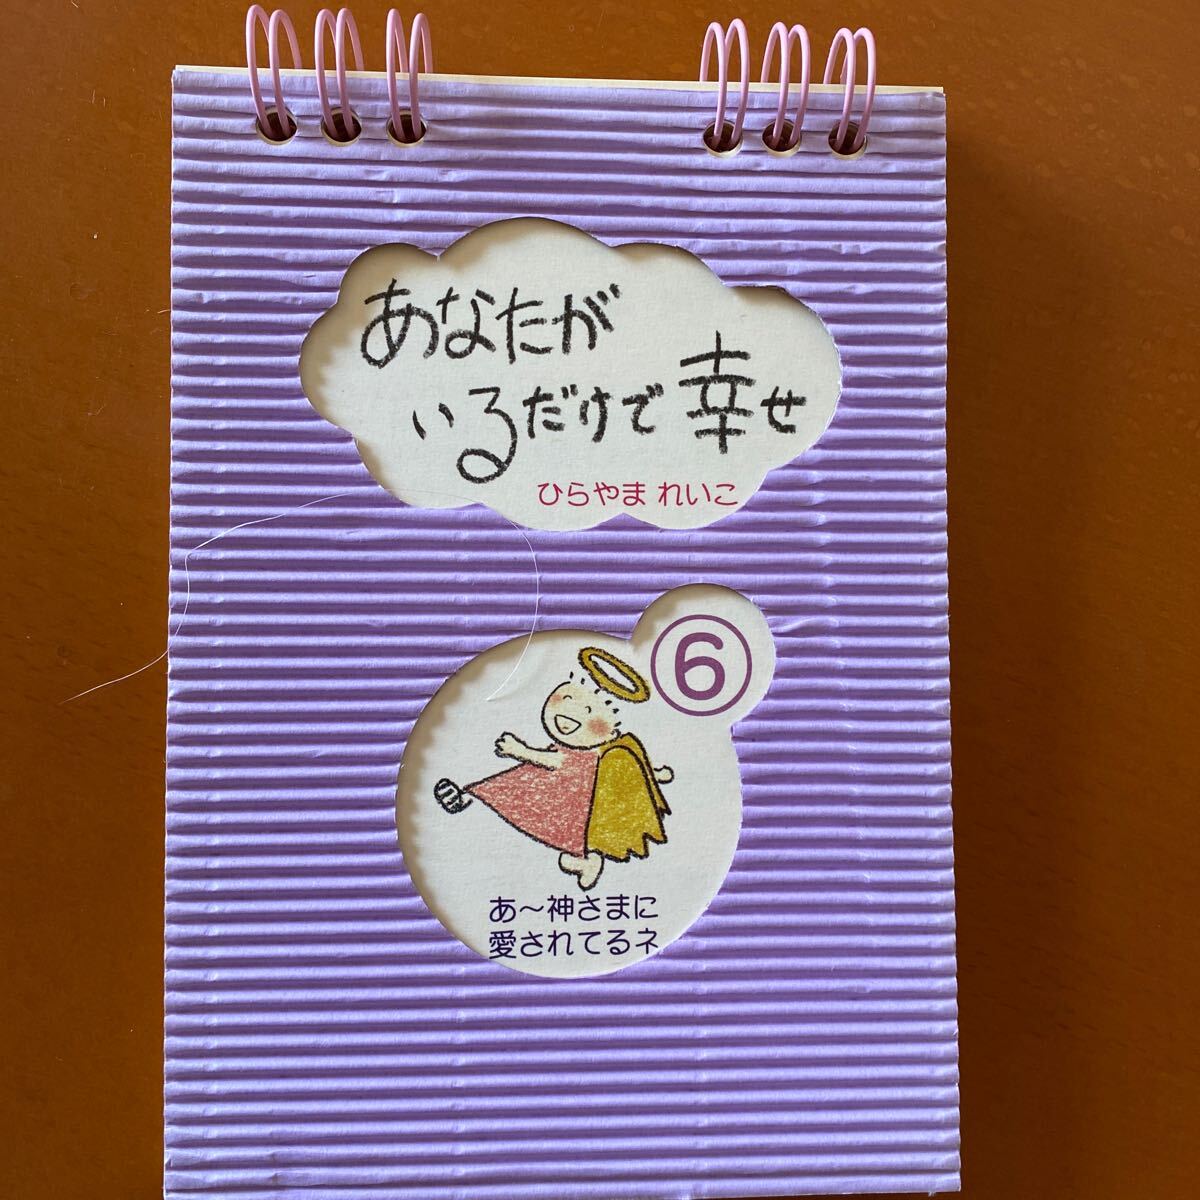 あなたが
いるだけで幸せ
ひらやま れいこ
⑥
あ〜神さまに
愛されてるネ